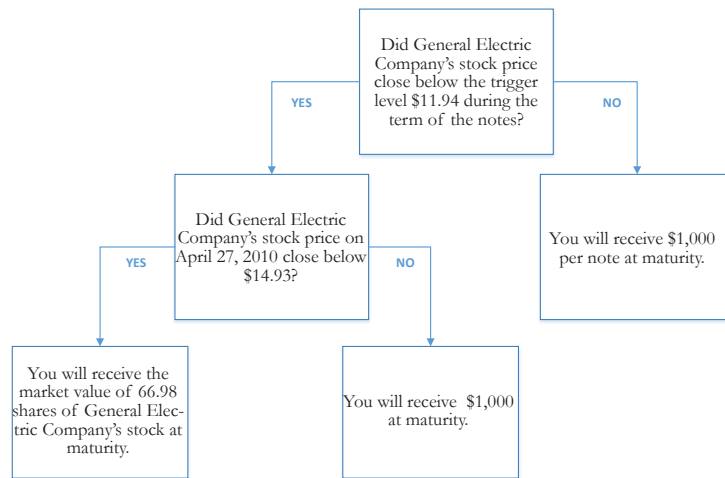 Did General Electric
Company's stock price
close below the trigger
level $11.94 during the
term of the notes?
YES
NO
Did General Electric
Company's stock price on
April 27, 2010 close below
$14.93?
You will receive $1,000
per note at maturity.
YES
NO
You will receive the
market value of 66.98
shares of General Elec-
tric Company's stock at
maturity.
You will receive $1,000
at maturity.